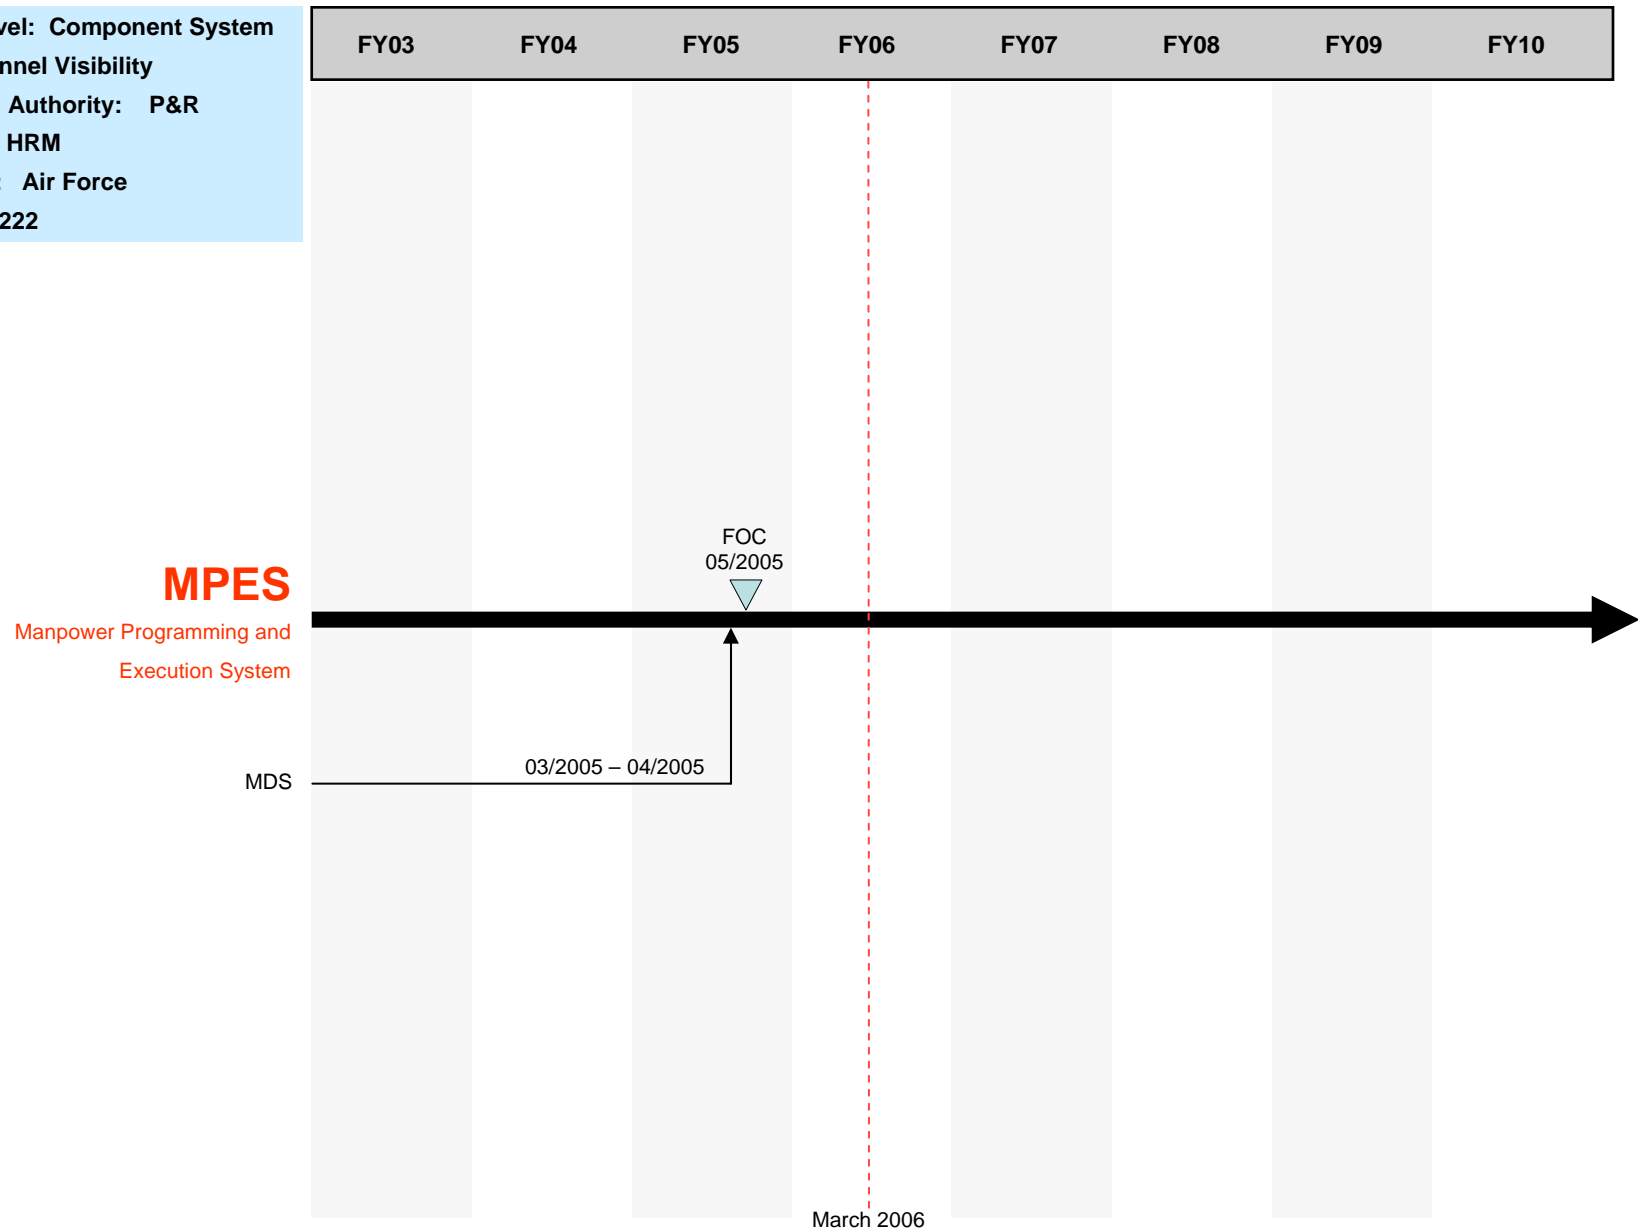 vel: Component System
nnel Visibility
Authority: P&R
HRM
: Air Force
222
FY03 FY04 FY05 FY06 FY07 FY08 FY09 FY10
FOC
05/2005
MPES
Manpower Programming and
Execution System
03/2005 – 04/2005
MDS
March 2006